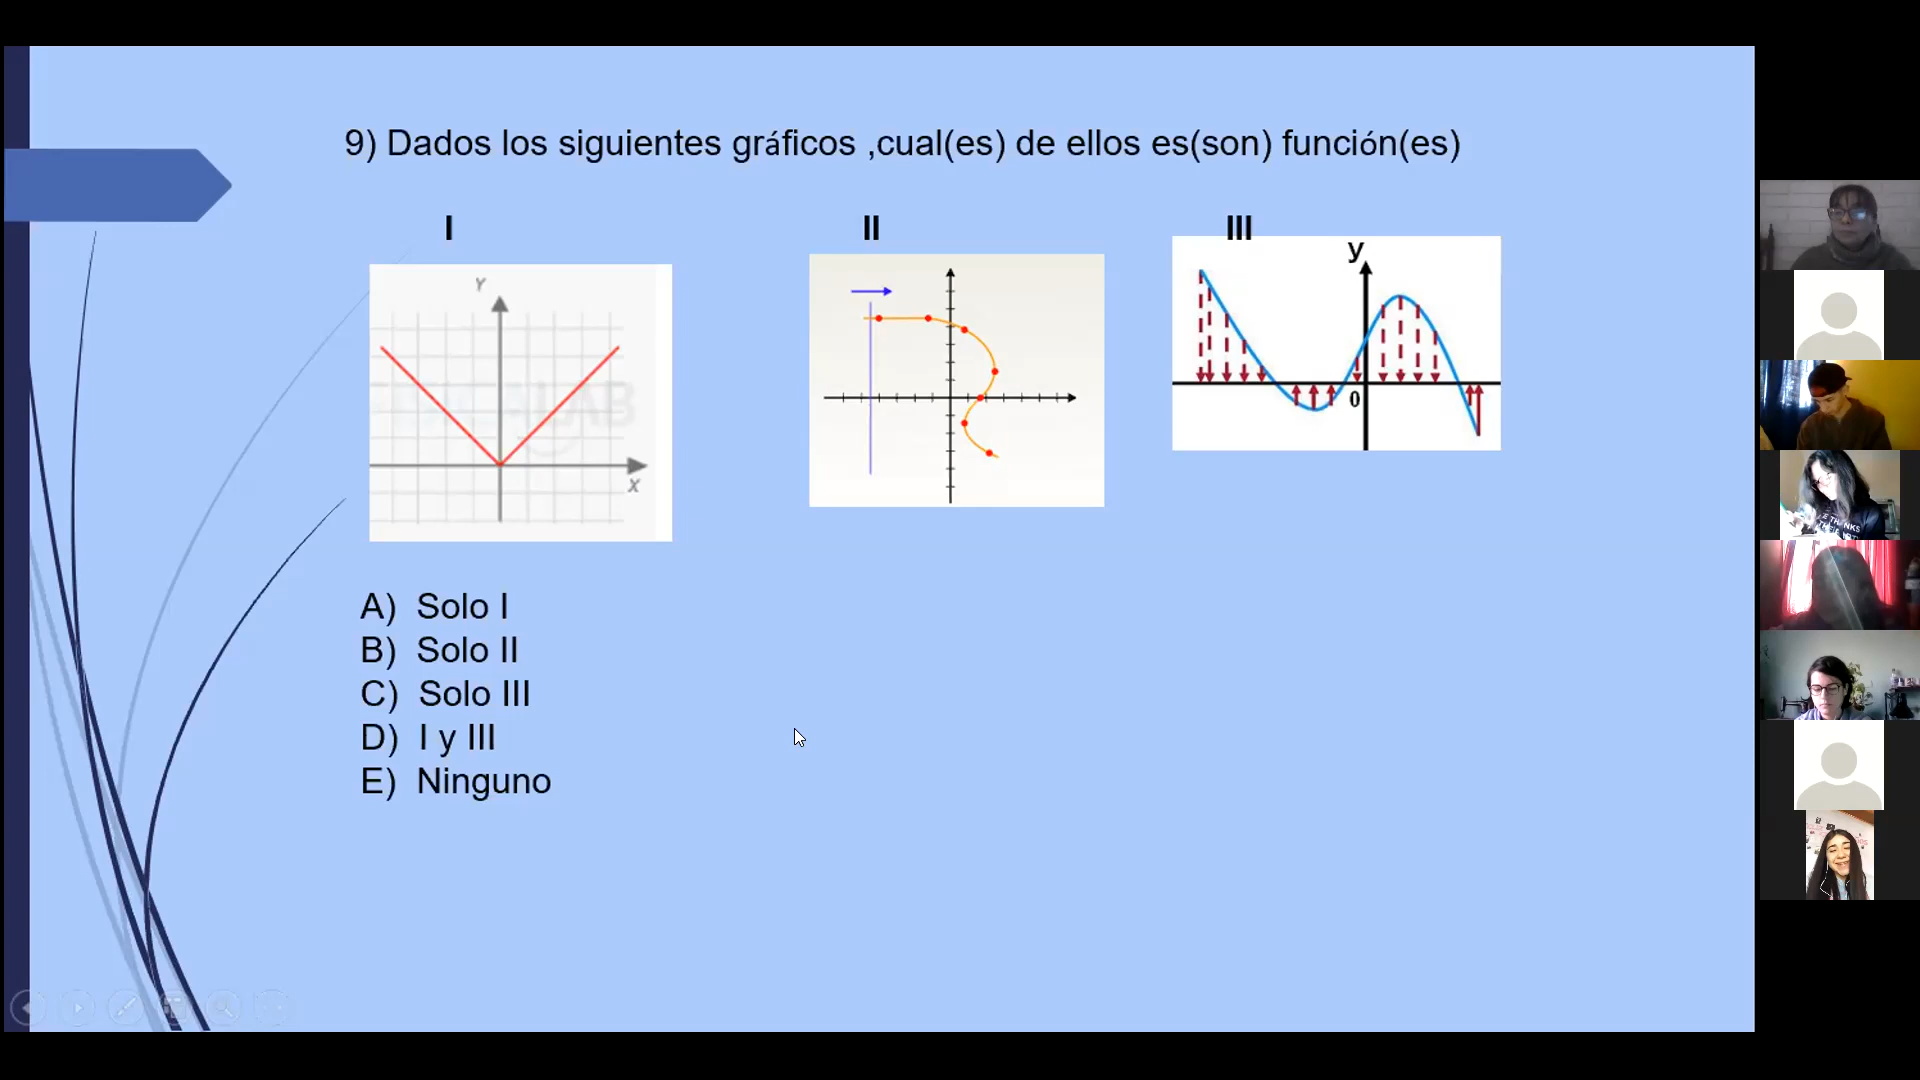 9) Dados los siguientes gráficos ,cual(es) de ellos es(son) función(es)
I
II
III
Y
X
y
0
A) Solo I
B) Solo II
C) Solo III
D) I y III
E) Ninguno